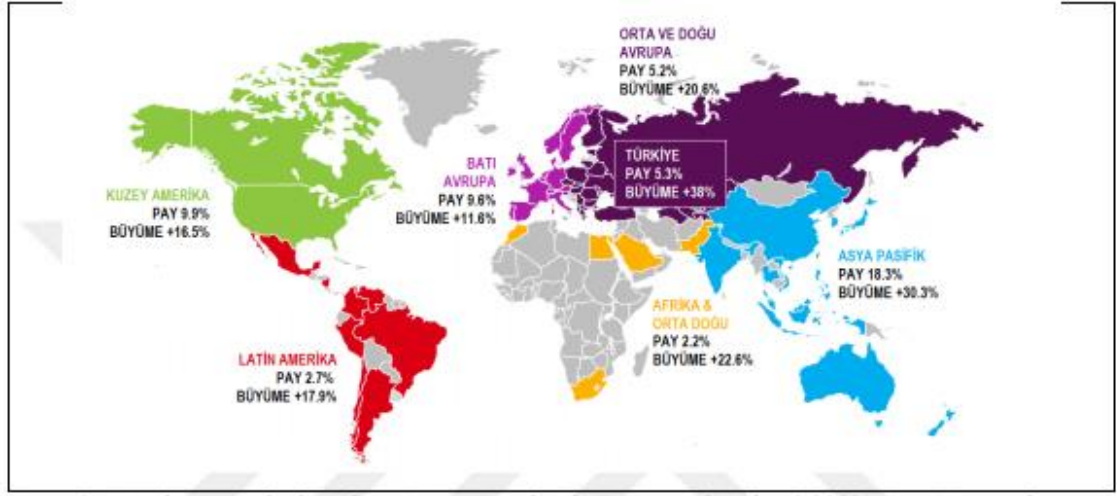 ORTA VE DOĞU
AVRUPA
PAY 5.2%
BÜYÜME +20.6%
TÜRKİYE
PAY 5.3%
BÜYÜME +38%
BATI
AVRUPA
PAY 9.6%
BÜYÜME +11.6%
KUZEY AMERİKA
PAY 9.9%
BÜYÜME +16.5%
ASYA PASİFİK
PAY 18.3%
BÜYÜME +30.3%
AFRİKA &
ORTA DOĞU
PAY 2.2%
BÜYÜME +22.6%
LATİN AMERİKA
PAY 2.7%
BÜYÜME +17.9%